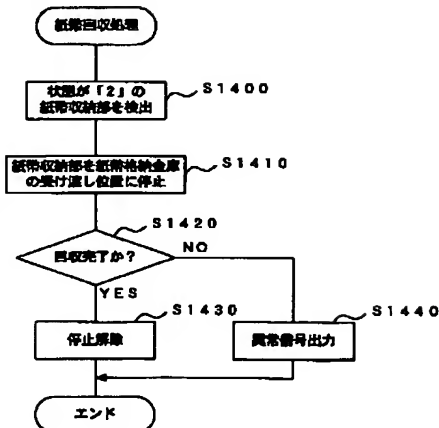 紙幣回収処理
状態が「2」の
紙幣収納部を検出
S1400
紙幣収納部を紙幣格納金庫
の受け渡し位置に停止
S1410
S1420
回収完了か?
NO
YES
S1430
停止解除
S1440
異常信号出力
エンド